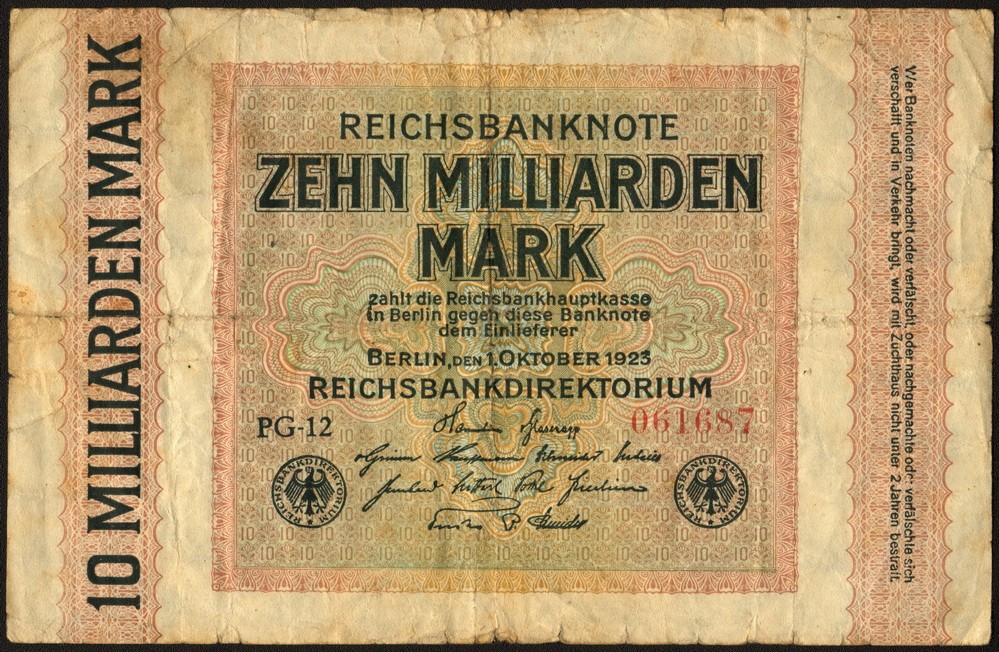 10 MILLIARDEN MARK
REICHSBANKNOTE
ZEHN MILLIARDEN
MARK
zahlt die Reichsbankhauptkasse
in Berlin gegen diese Banknote
dem Einlieferer
BERLIN, DEN 1. OKTOBER 1923
REICHSBANKDIREKTORIUM
PG-12
061687
REICHSBANKDIREKTORIUM
REICHSBANKDIREKTORIUM
Wer Banknoten nachmacht oder verfälscht, oder nachgemachte oder verfälschte sich
verschafft und in Verkehr bringt, wird mit Zuchthaus nicht unter 2 Jahren bestraft.